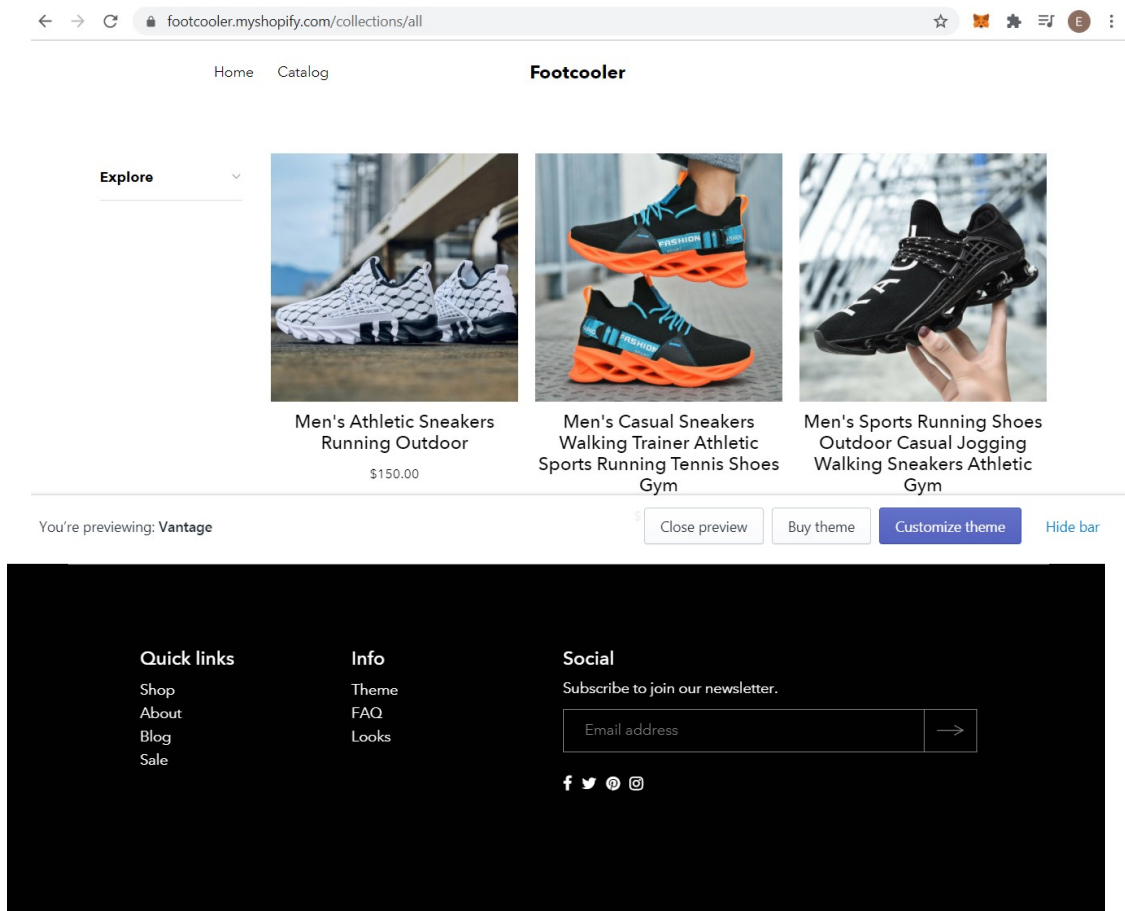 footcooler.myshopify.com/collections/all
E
Home Catalog Footcooler
Explore
FASHION
FASHION
Men's Athletic Sneakers
Running Outdoor
$150.00
Men's Casual Sneakers
Walking Trainer Athletic
Sports Running Tennis Shoes
Gym
Men's Sports Running Shoes
Outdoor Casual Jogging
Walking Sneakers Athletic
Gym
$
You're previewing: Vantage Close preview Buy theme Customize theme Hide bar
Quick links
Shop
About
Blog
Sale
Info
Theme
FAQ
Looks
Social
Subscribe to join our newsletter.
Email address